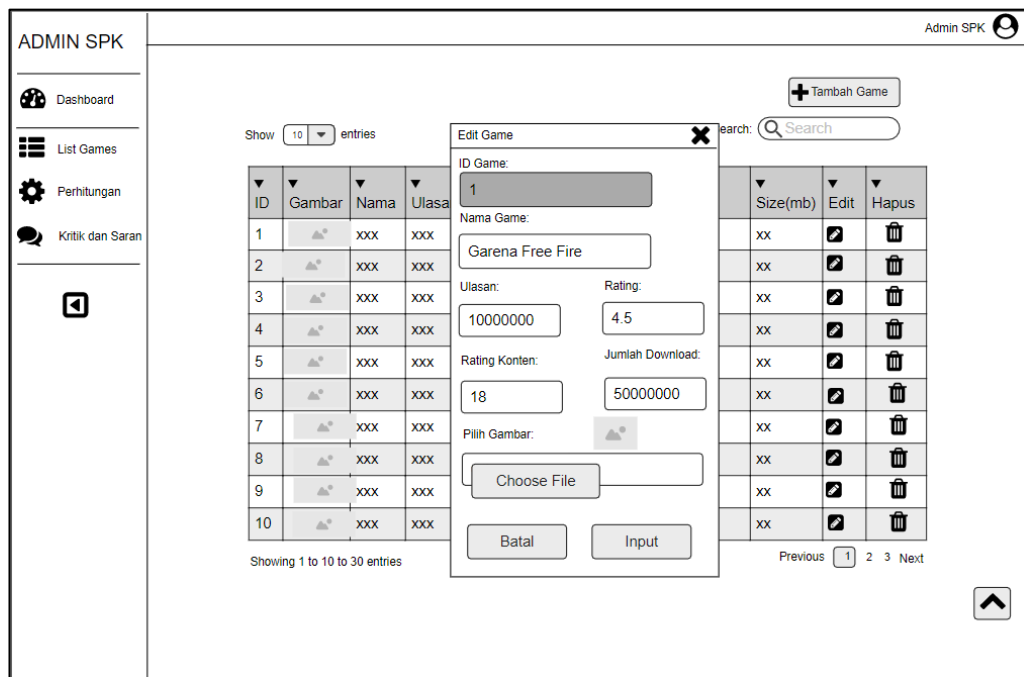 Admin SPK
ADMIN SPK
Dashboard
List Games
Perhitungan
Kritik dan Saran
Tambah Game
Show 10 entries
earch: Search
ID Gambar Nama Ulasa Size(mb) Edit Hapus
1 xxx xxx xx
2 xxx xxx xx
3 xxx xxx xx
4 xxx xxx xx
5 xxx xxx xx
6 xxx xxx xx
7 xxx xxx xx
8 xxx xxx xx
9 xxx xxx xx
10 xxx xxx xx
Showing 1 to 10 to 30 entries
Previous 1 2 3 Next
Edit Game
ID Game:
1
Nama Game:
Garena Free Fire
Ulasan: Rating:
10000000 4.5
Rating Konten: Jumlah Download:
18 50000000
Pilih Gambar:
Choose File
Batal Input